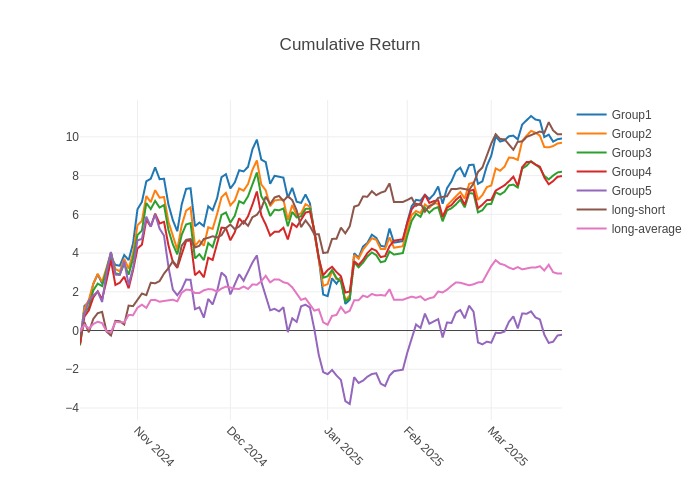 Cumulative Return
10
8
6
4
2
0
−2
−4
Nov 2024
Dec 2024
Jan 2025
Feb 2025
Mar 2025
Group1
Group2
Group3
Group4
Group5
long-short
long-average